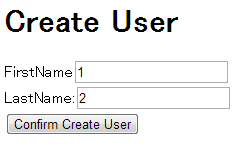 Create User
FirstName 1
LastName: 2
Confirm Create User